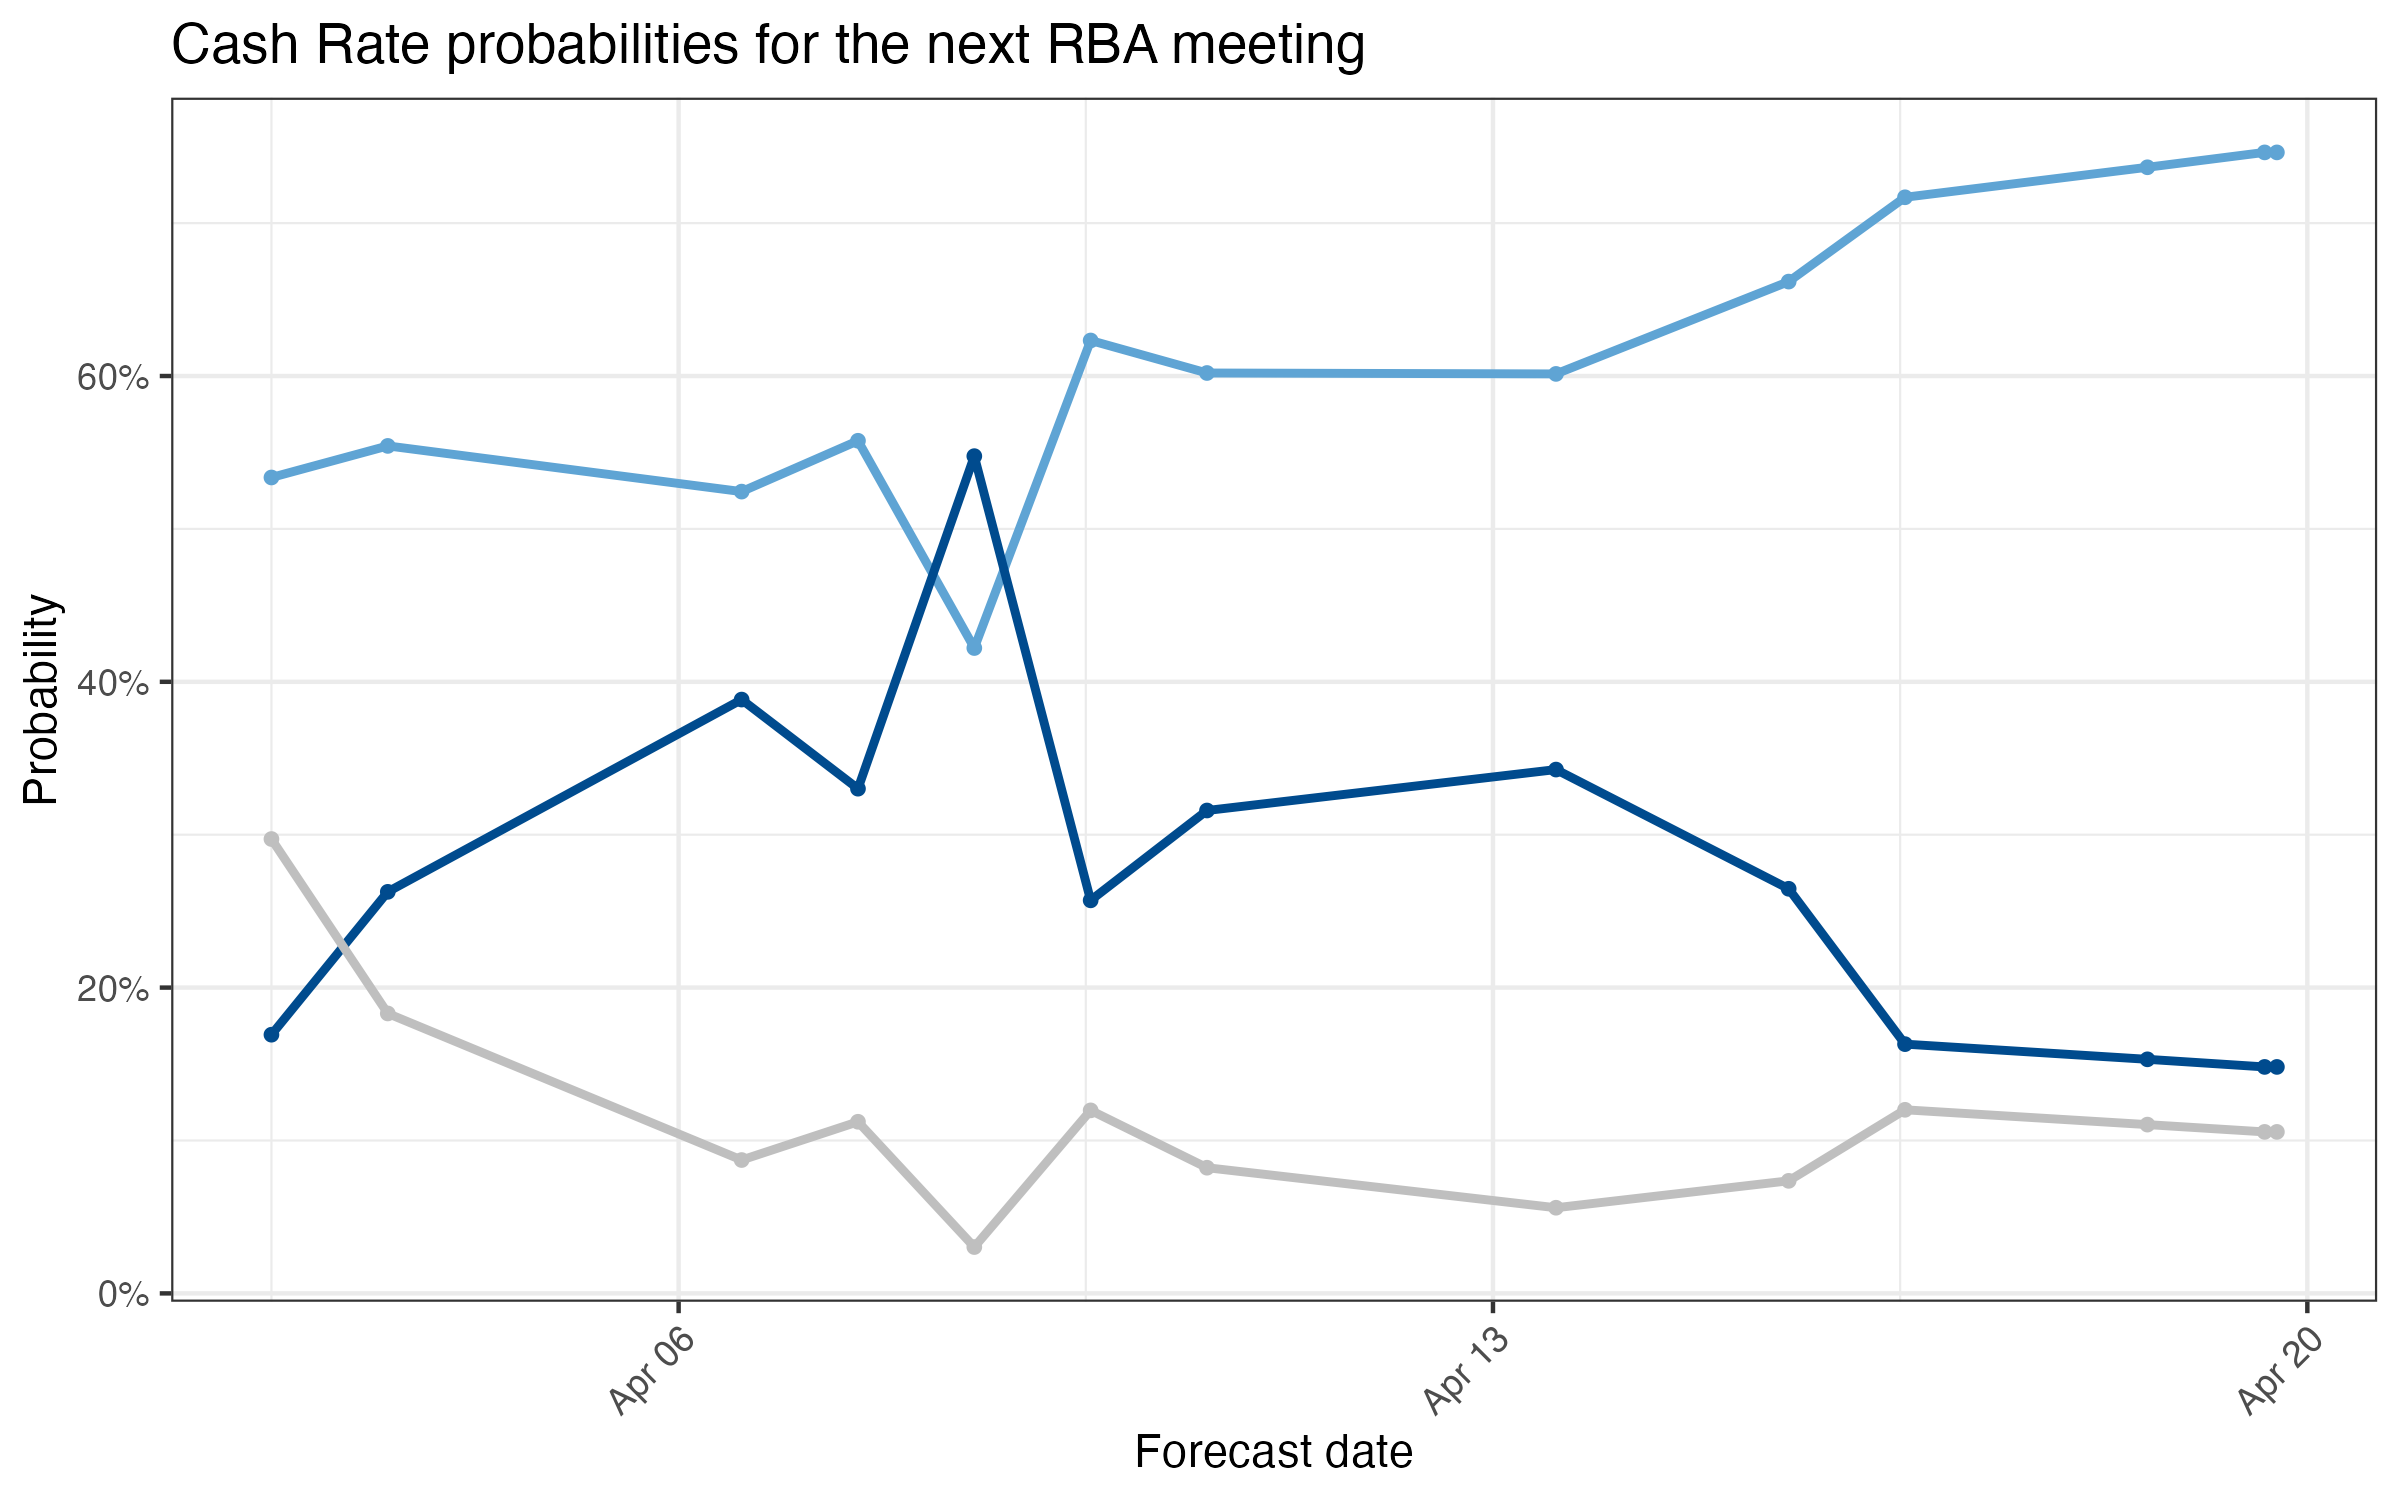 Cash Rate probabilities for the next RBA meeting
Probability
60%
40%
20%
0%
Apr 06
Apr 13
Apr 20
Forecast date